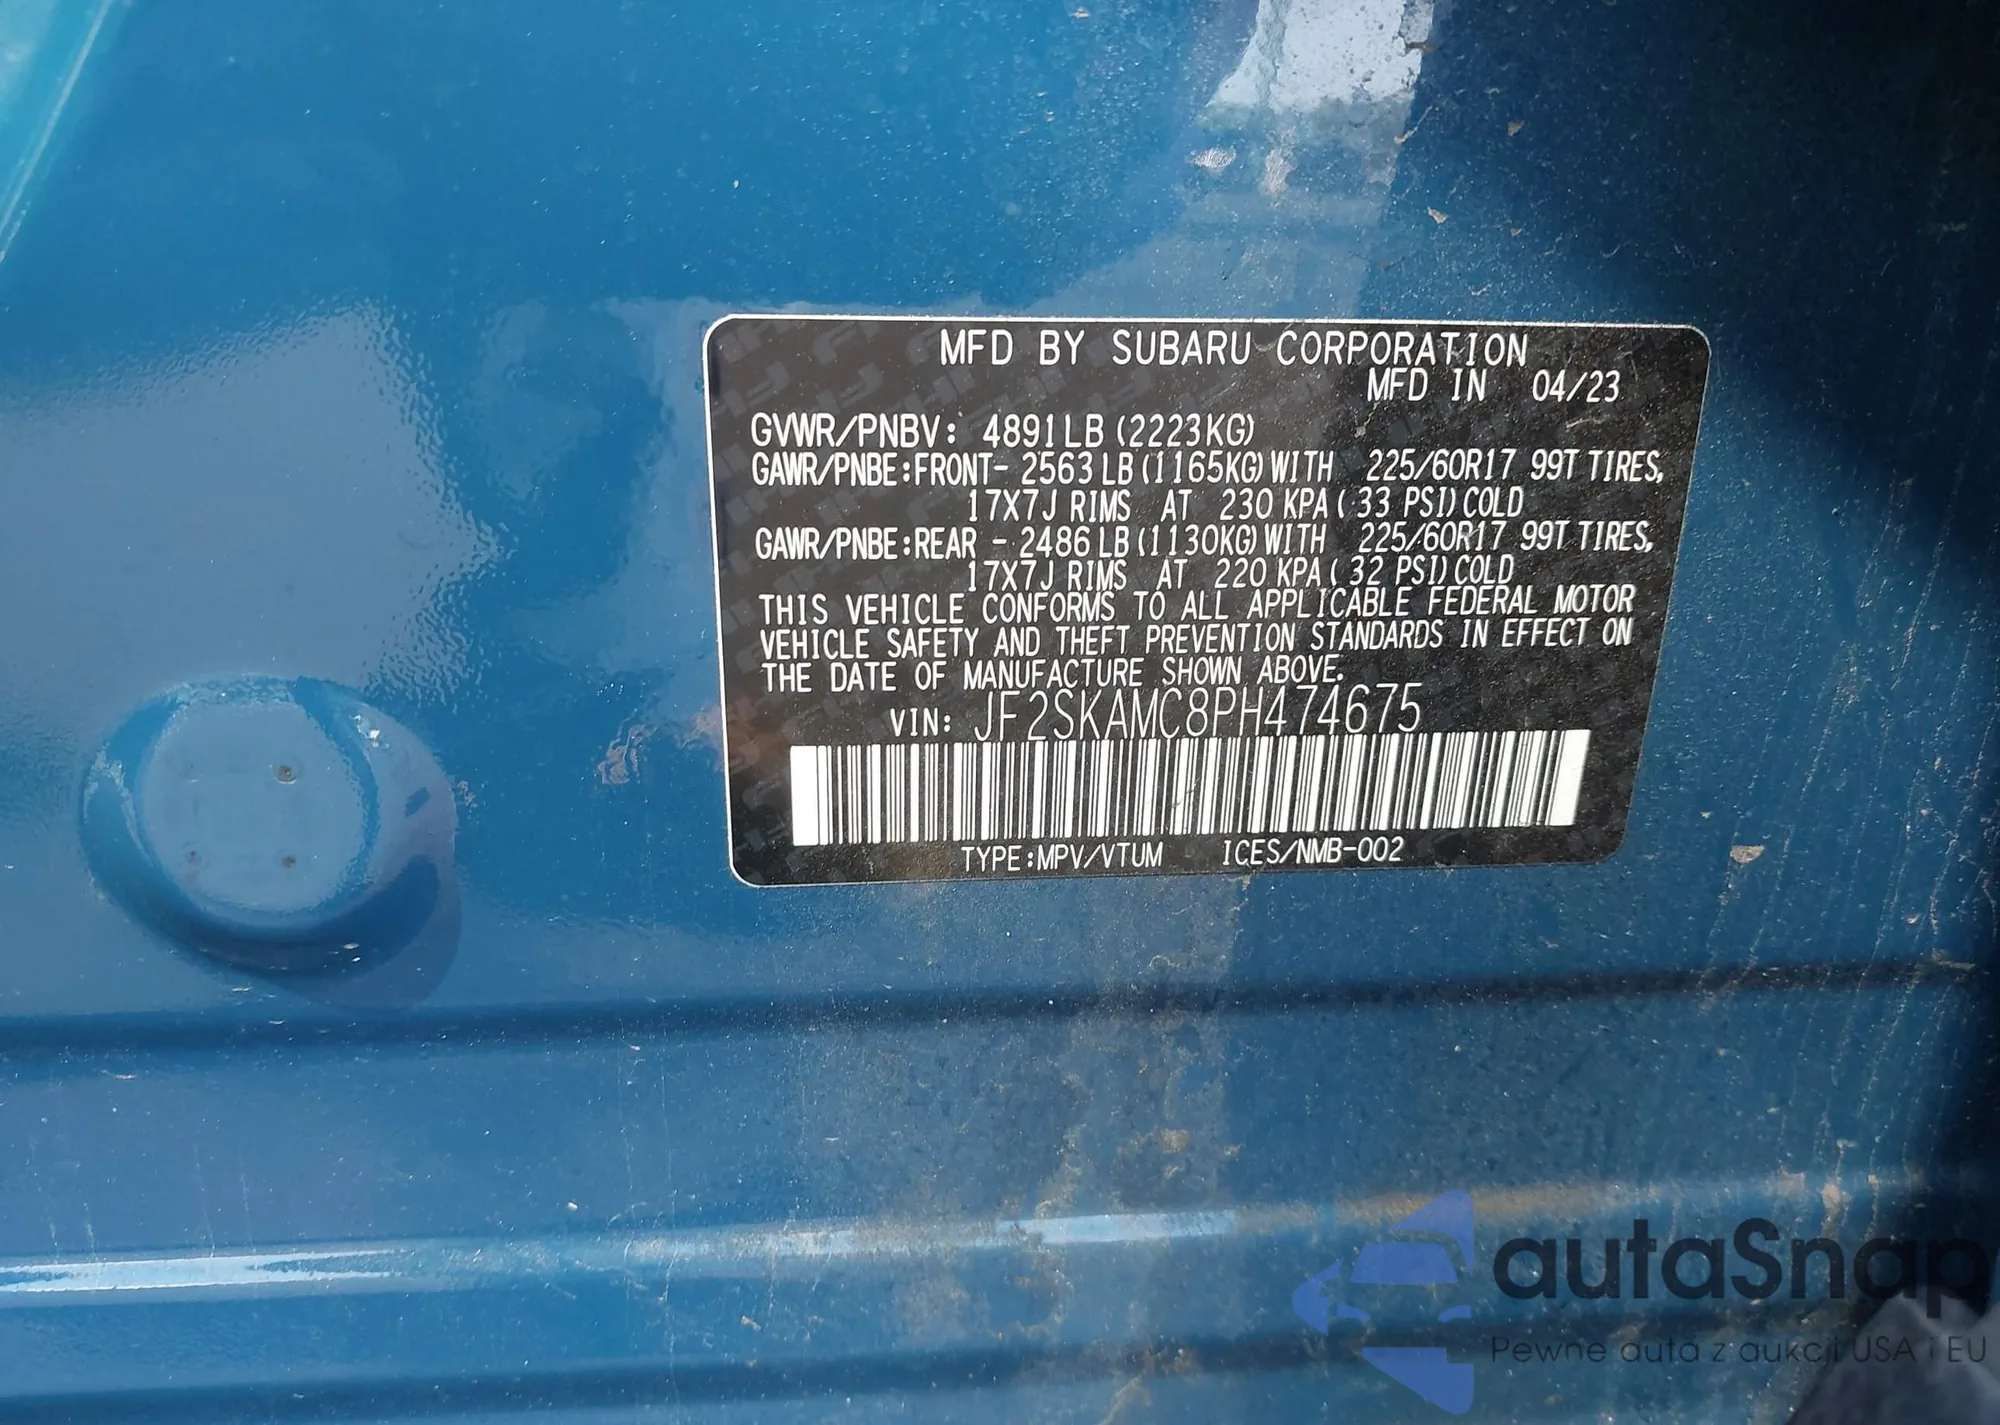 MFD BY SUBARU CORPORATION
MFD IN 04/23
GVWR/PNBV: 4891LB (2223KG)
GAWR/PNBE:FRONT- 2563LB (1165KG) WITH 225/60R17 99T TIRES,
17X7J RIMS AT 230 KPA ( 33 PSI) COLD
GAWR/PNBE:REAR - 2486LB (1130KG) WITH 225/60R17 99T TIRES,
17X7J RIMS AT 220 KPA ( 32 PSI) COLD
THIS VEHICLE CONFORMS TO ALL APPLICABLE FEDERAL MOTOR
VEHICLE SAFETY AND THEFT PREVENTION STANDARDS IN EFFECT ON
THE DATE OF MANUFACTURE SHOWN ABOVE.
VIN: JF2SKAMC8PH474675
TYPE:MPV/VTUM ICES/NMB-002
autaSnap
Pewne auta z aukcji USA i EU